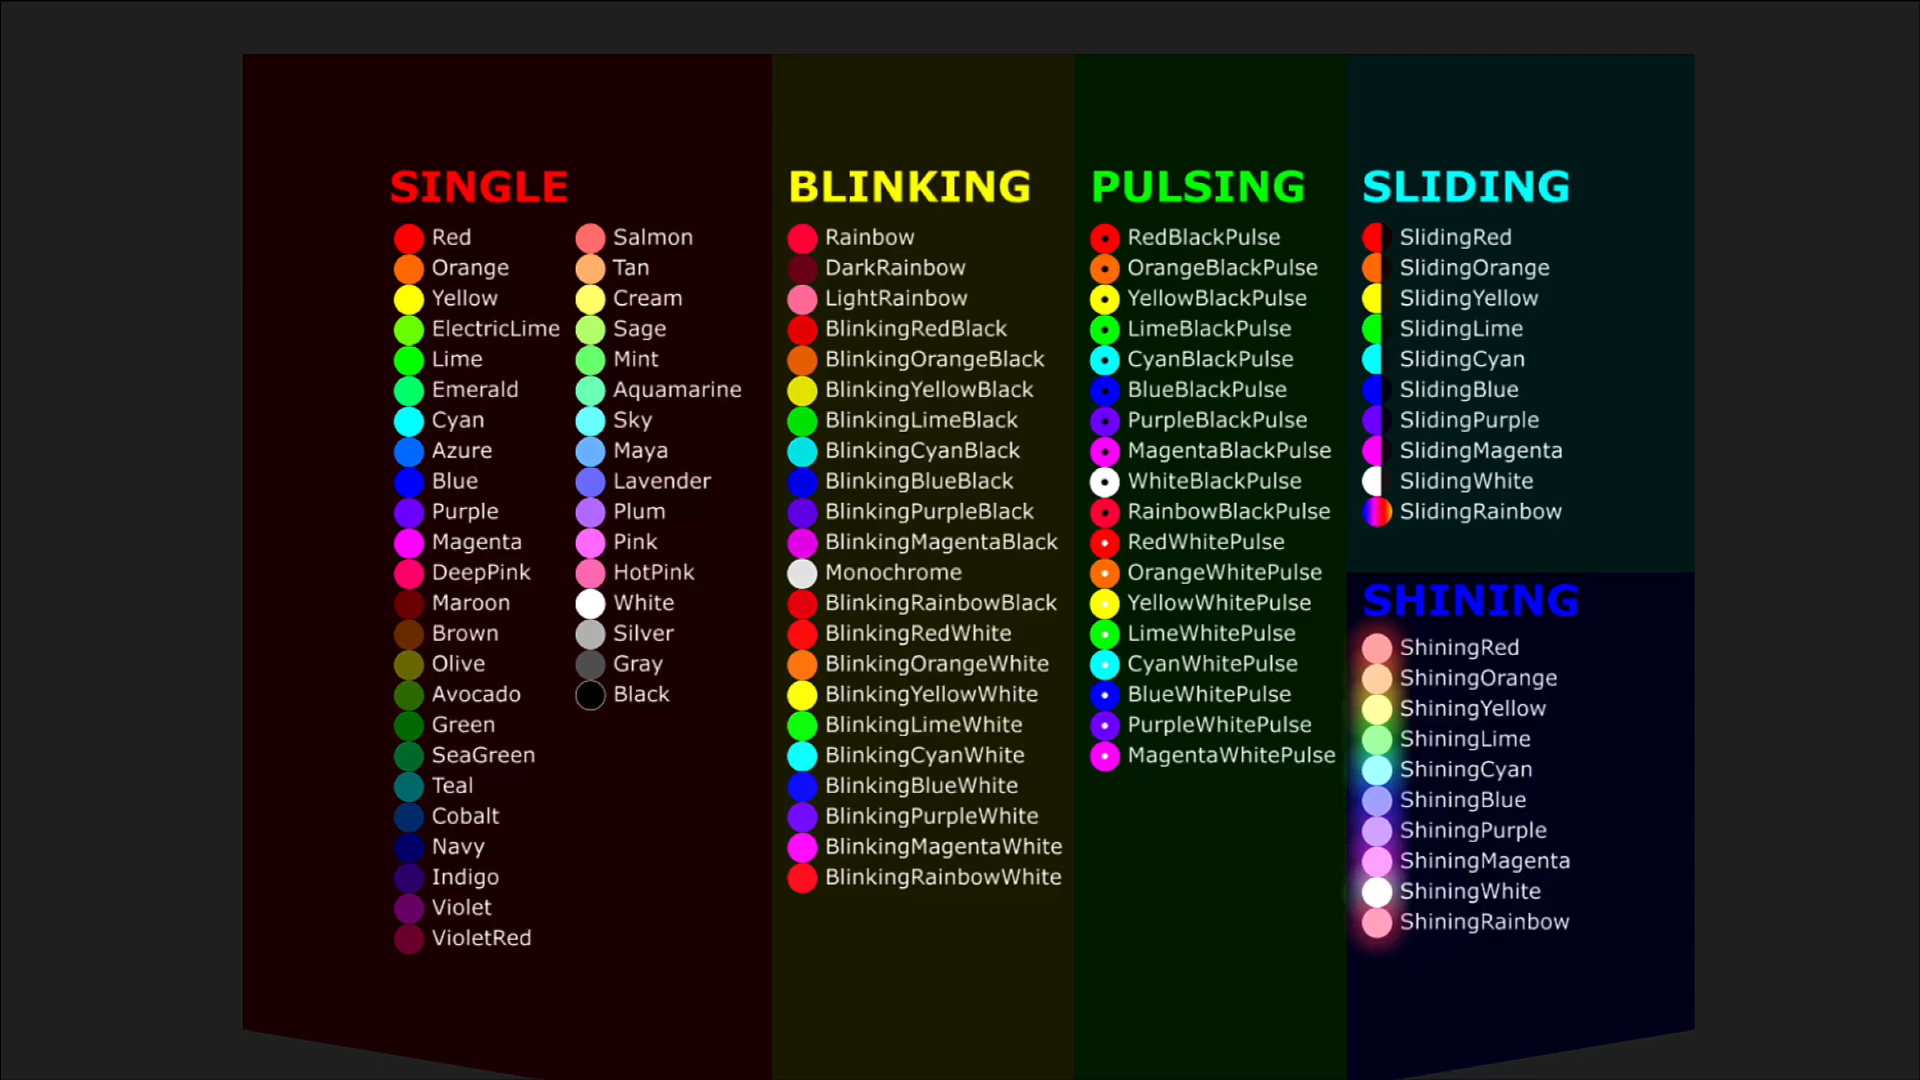 SINGLE
Red
Orange
Yellow
ElectricLime
Lime
Emerald
Cyan
Azure
Blue
Purple
Magenta
DeepPink
Maroon
Brown
Olive
Avocado
Green
SeaGreen
Teal
Cobalt
Navy
Indigo
Violet
VioletRed
Salmon
Tan
Cream
Sage
Mint
Aquamarine
Sky
Maya
Lavender
Plum
Pink
HotPink
White
Silver
Gray
Black
BLINKING
Rainbow
DarkRainbow
LightRainbow
BlinkingRedBlack
BlinkingOrangeBlack
BlinkingYellowBlack
BlinkingLimeBlack
BlinkingCyanBlack
BlinkingBlueBlack
BlinkingPurpleBlack
BlinkingMagentaBlack
Monochrome
BlinkingRainbowBlack
BlinkingRedWhite
BlinkingOrangeWhite
BlinkingYellowWhite
BlinkingLimeWhite
BlinkingCyanWhite
BlinkingBlueWhite
BlinkingPurpleWhite
BlinkingMagentaWhite
BlinkingRainbowWhite
PULSING
RedBlackPulse
OrangeBlackPulse
YellowBlackPulse
LimeBlackPulse
CyanBlackPulse
BlueBlackPulse
PurpleBlackPulse
MagentaBlackPulse
WhiteBlackPulse
RainbowBlackPulse
RedWhitePulse
OrangeWhitePulse
YellowWhitePulse
LimeWhitePulse
CyanWhitePulse
BlueWhitePulse
PurpleWhitePulse
MagentaWhitePulse
SLIDING
SlidingRed
SlidingOrange
SlidingYellow
SlidingLime
SlidingCyan
SlidingBlue
SlidingPurple
SlidingMagenta
SlidingWhite
SlidingRainbow
SHINING
ShiningRed
ShiningOrange
ShiningYellow
ShiningLime
ShiningCyan
ShiningBlue
ShiningPurple
ShiningMagenta
ShiningWhite
ShiningRainbow